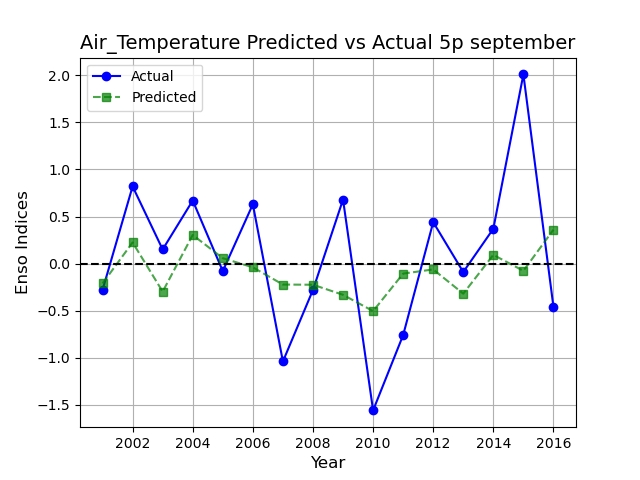 Air_Temperature Predicted vs Actual 5p september
Actual
Predicted
Enso Indices
2.0
1.5
1.0
0.5
0.0
−0.5
−1.0
−1.5
2002 2004 2006 2008 2010 2012 2014 2016
Year